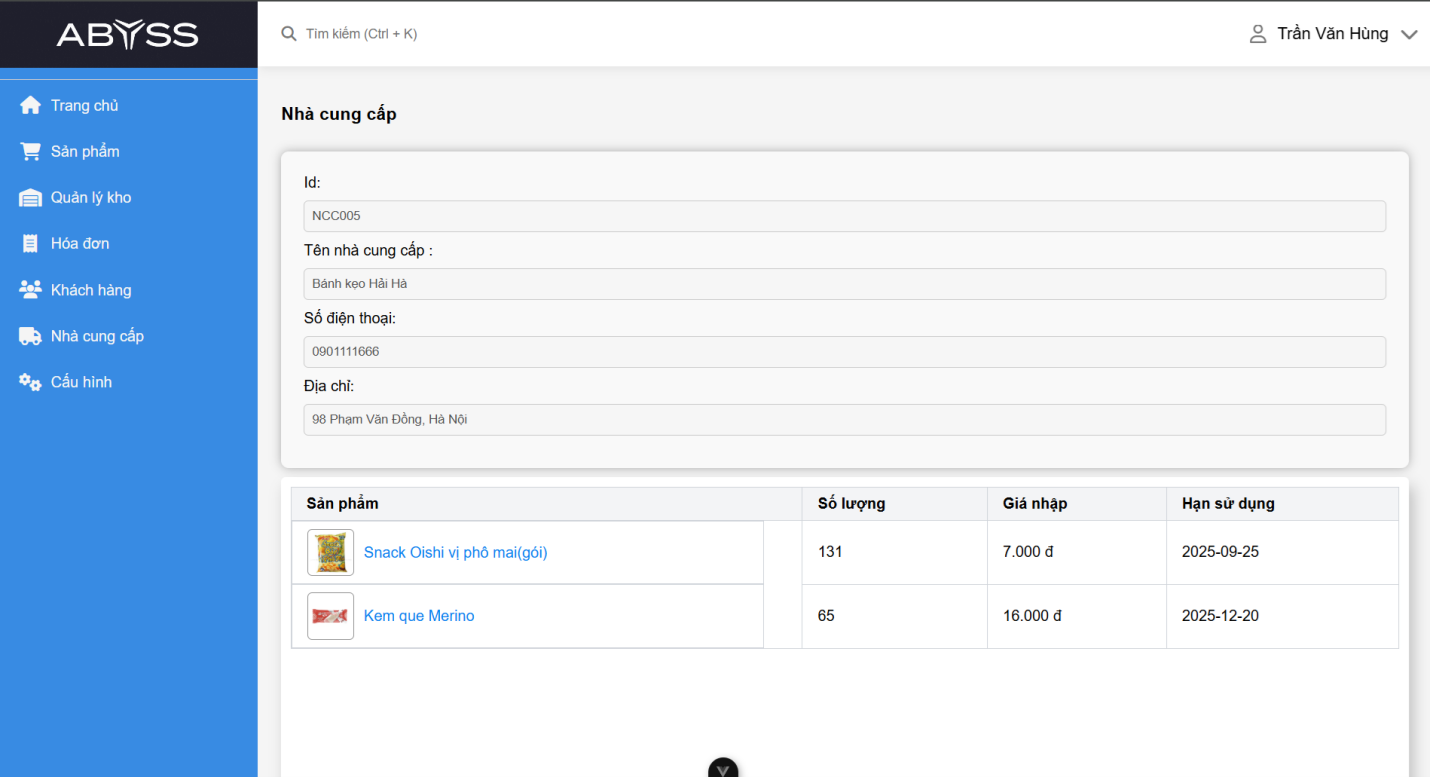 ABYSS
Tìm kiếm (Ctrl + K)
Trần Văn Hùng
Trang chủ
Sản phẩm
Quản lý kho
Hóa đơn
Khách hàng
Nhà cung cấp
Cấu hình
Nhà cung cấp
Id:
NCC005
Tên nhà cung cấp :
Bánh kẹo Hải Hà
Số điện thoại:
0901111666
Địa chỉ:
98 Phạm Văn Đồng, Hà Nội
Sản phẩm Số lượng Giá nhập Hạn sử dụng
Snack Oishi vị phô mai(gói) 131 7.000 đ 2025-09-25
Kem que Merino 65 16.000 đ 2025-12-20